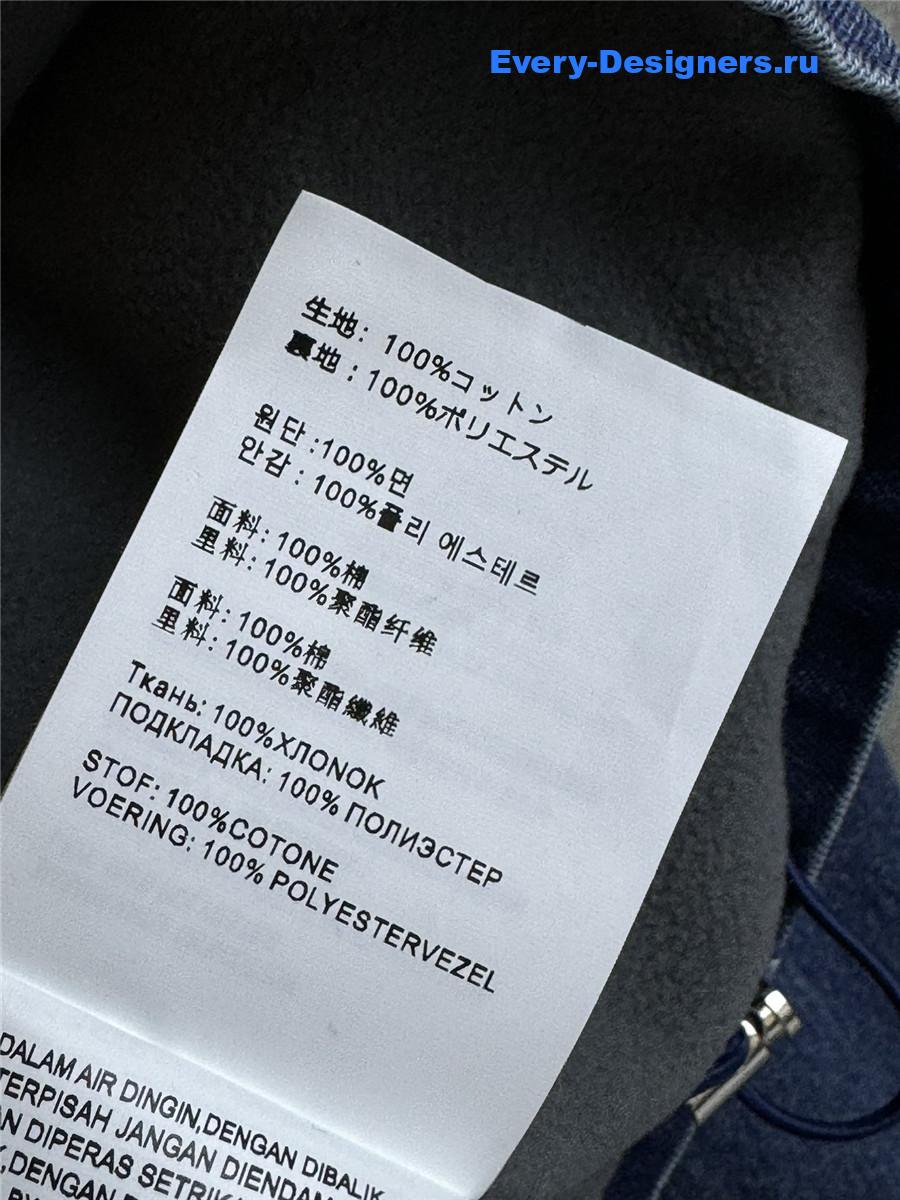 Every-Designers.ru
生地: 100%コットン
裏地: 100%ポリエステル
원단:100%면
안감: 100%폴리 에스테르
面料: 100%棉
里料: 100%聚酯纤维
面料: 100%棉
里料: 100%聚酯纖維
Ткань: 100%ХЛОNОК
ПОДКЛАДКА: 100% ПОЛИЭСТЕР
STOF: 100%COTONE
VOERING: 100% POLYESTERVEZEL
DALAM AIR DINGIN,DENGAN DIBALIK
TERPISAH JANGAN DIENDAM
DIPERAS
,DENGAN